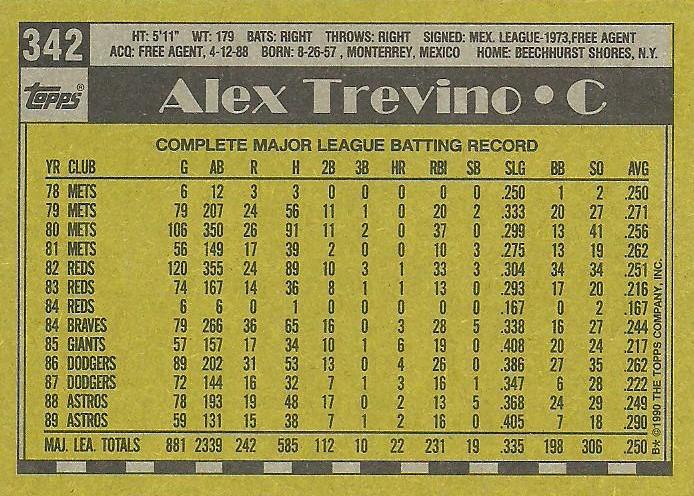 342
HT: 5'11" WT: 179 BATS: RIGHT THROWS: RIGHT SIGNED: MEX. LEAGUE-1973,FREE AGENT
ACQ: FREE AGENT, 4-12-88 BORN: 8-26-57 , MONTERREY, MEXICO HOME: BEECHHURST SHORES, N.Y.
TOPPS®
Alex Trevino • C
COMPLETE MAJOR LEAGUE BATTING RECORD
YR CLUB G AB R H 2B 3B HR RBI SB SLG BB SO AVG
78 METS 6 12 3 3 0 0 0 0 0 .250 1 2 .250
79 METS 79 207 24 56 11 1 0 20 2 .333 20 27 .271
80 METS 106 350 26 91 11 2 0 37 0 .299 13 41 .256
81 METS 56 149 17 39 2 0 0 10 3 .275 13 19 .262
82 REDS 120 355 24 89 10 3 1 33 3 .304 34 34 .251
83 REDS 74 167 14 36 8 1 1 13 0 .293 17 20 .216
84 REDS 6 6 0 1 0 0 0 0 0 .167 0 2 .167
84 BRAVES 79 266 36 65 16 0 3 28 5 .338 16 27 .244
85 GIANTS 57 157 17 34 10 1 6 19 0 .408 20 24 .217
86 DODGERS 89 202 31 53 13 0 4 26 0 .386 27 35 .262
87 DODGERS 72 144 16 32 7 1 3 16 1 .347 6 28 .222
88 ASTROS 78 193 19 48 17 0 2 13 5 .368 24 29 .249
89 ASTROS 59 131 15 38 7 1 2 16 0 .405 7 18 .290
MAJ. LEA. TOTALS 881 2339 242 585 112 10 22 231 19 .335 198 306 .250
B* ©1990 THE TOPPS COMPANY, INC.